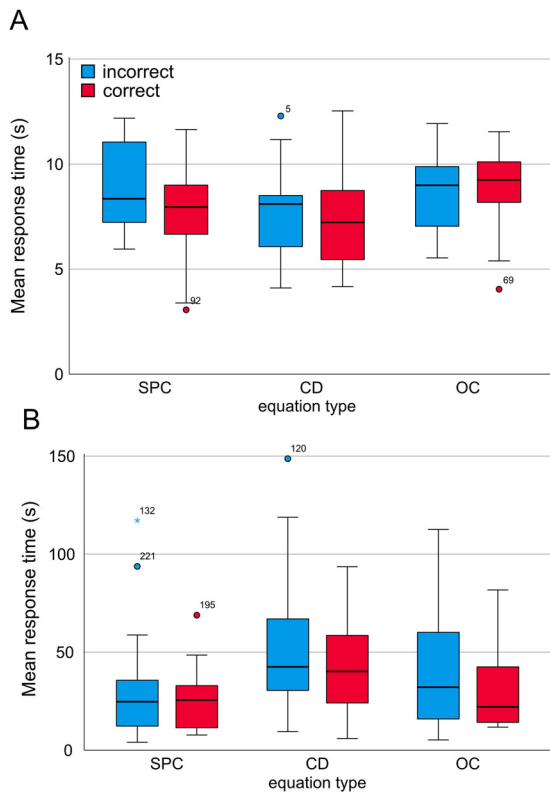 A
15
incorrect
correct
5
10
5
92
69
0
SPC
CD
OC
equation type
Mean response time (s)
B
150
120
132
100
221
195
50
0
SPC
CD
OC
equation type
Mean response time (s)